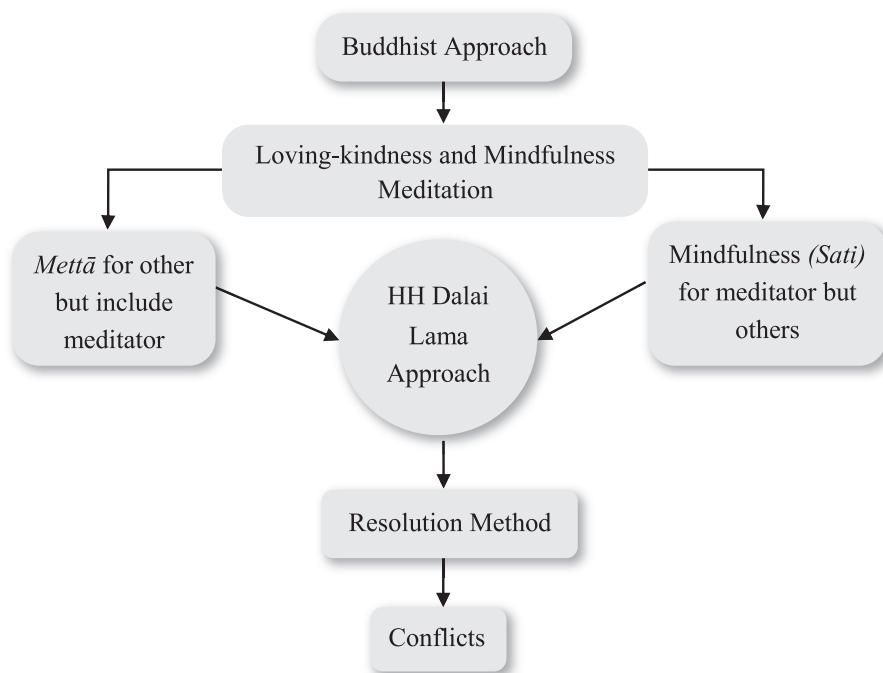 Buddhist Approach
Loving-kindness and Mindfulness
Meditation
Mettā for other
but include
meditator
HH Dalai
Lama
Approach
Mindfulness (Sati)
for meditator but
others
Resolution Method
Conflicts